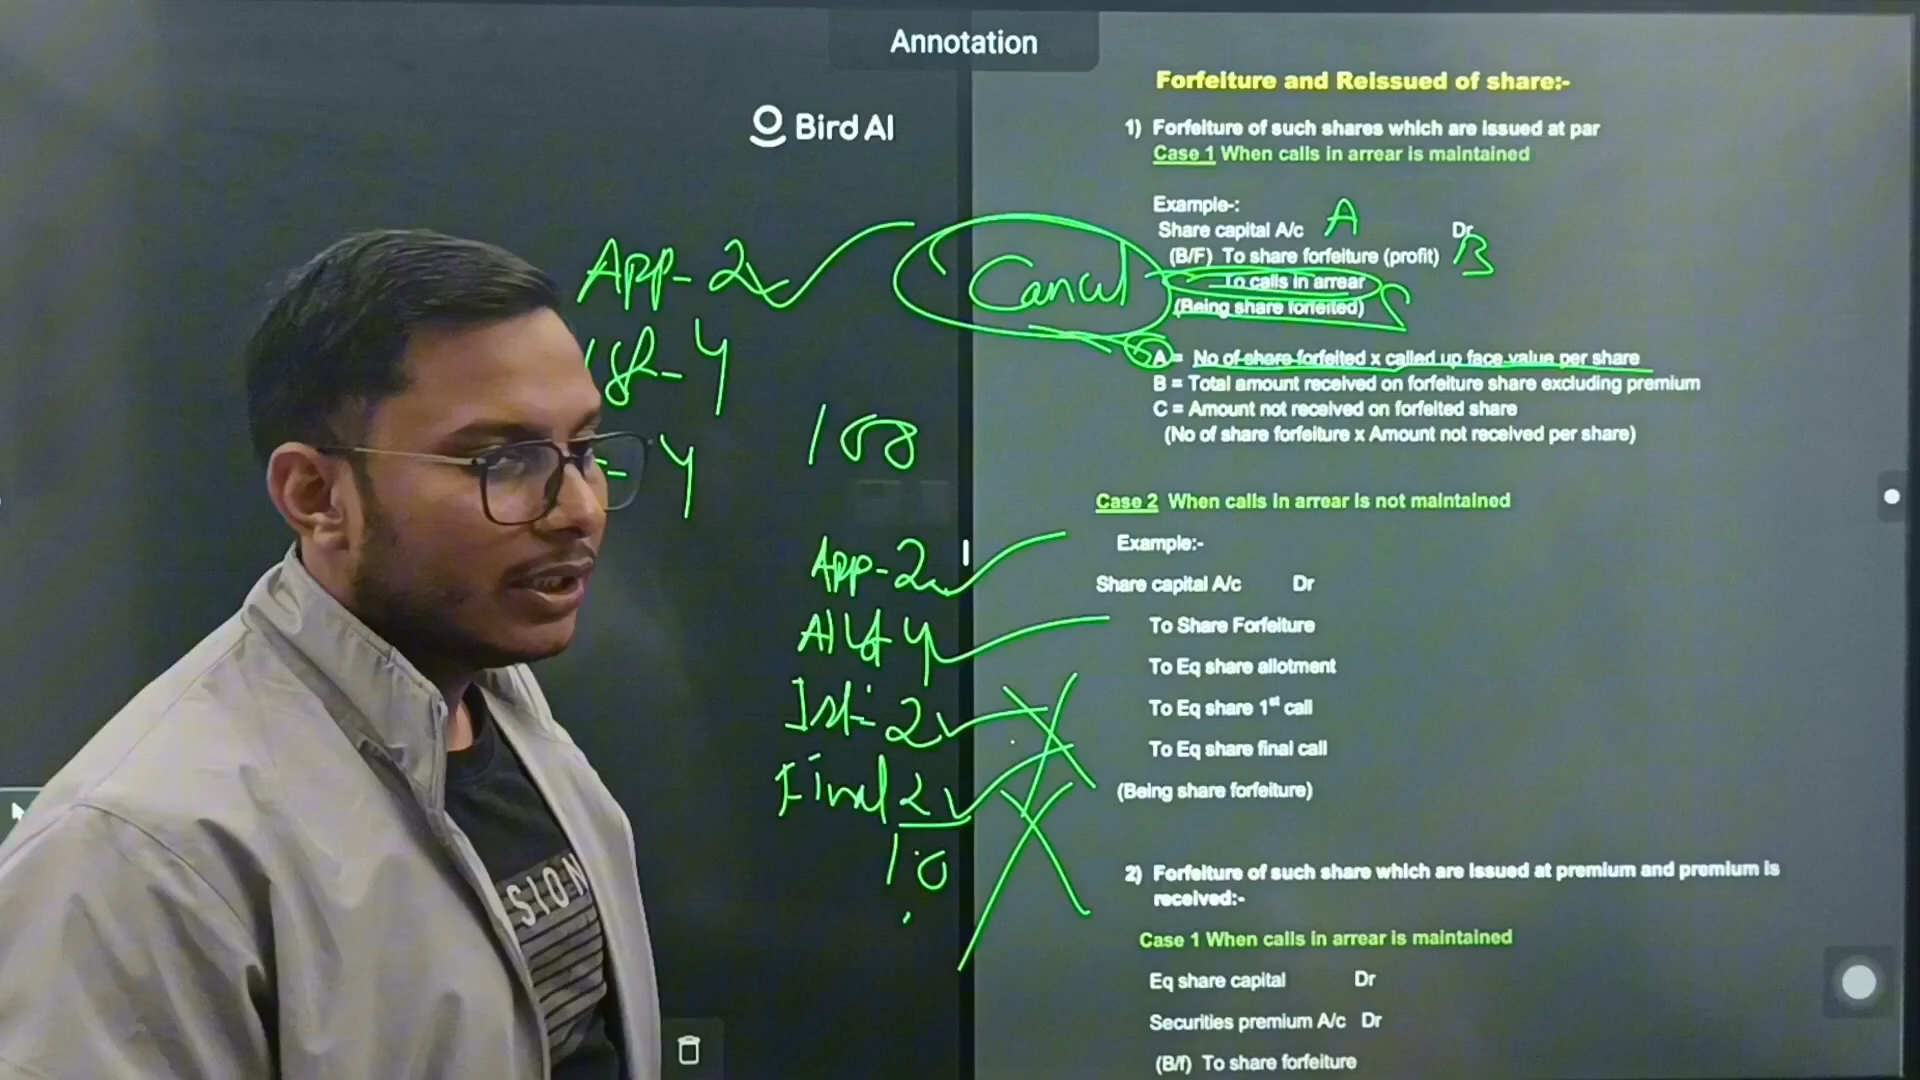 Annotation
Bird AI
Forfeiture and Reissued of share:-
1) Forfeiture of such shares which are issued at par
Case 1 When calls in arrear is maintained
Example-:
Share capital A/c A Dr
(B/F) To share forfeiture (profit) B
To calls in arrear C
(Being share forfeited)
A = No of share forfeited x called up face value per share
B = Total amount received on forfeiture share excluding premium
C = Amount not received on forfeited share
(No of share forfeiture x Amount not received per share)
Case 2 When calls in arrear is not maintained
Example:-
Share capital A/c Dr
To Share Forfeiture
To Eq share allotment
To Eq share 1st call
To Eq share final call
(Being share forfeiture)
2) Forfeiture of such share which are issued at premium and premium is
received:-
Case 1 When calls in arrear is maintained
Eq share capital Dr
Securities premium A/c Dr
(B/f) To share forfeiture
App-2
Cancel
4
- 4
100
App-2
Allot 4
Ist- 2
Final 2
10
SION